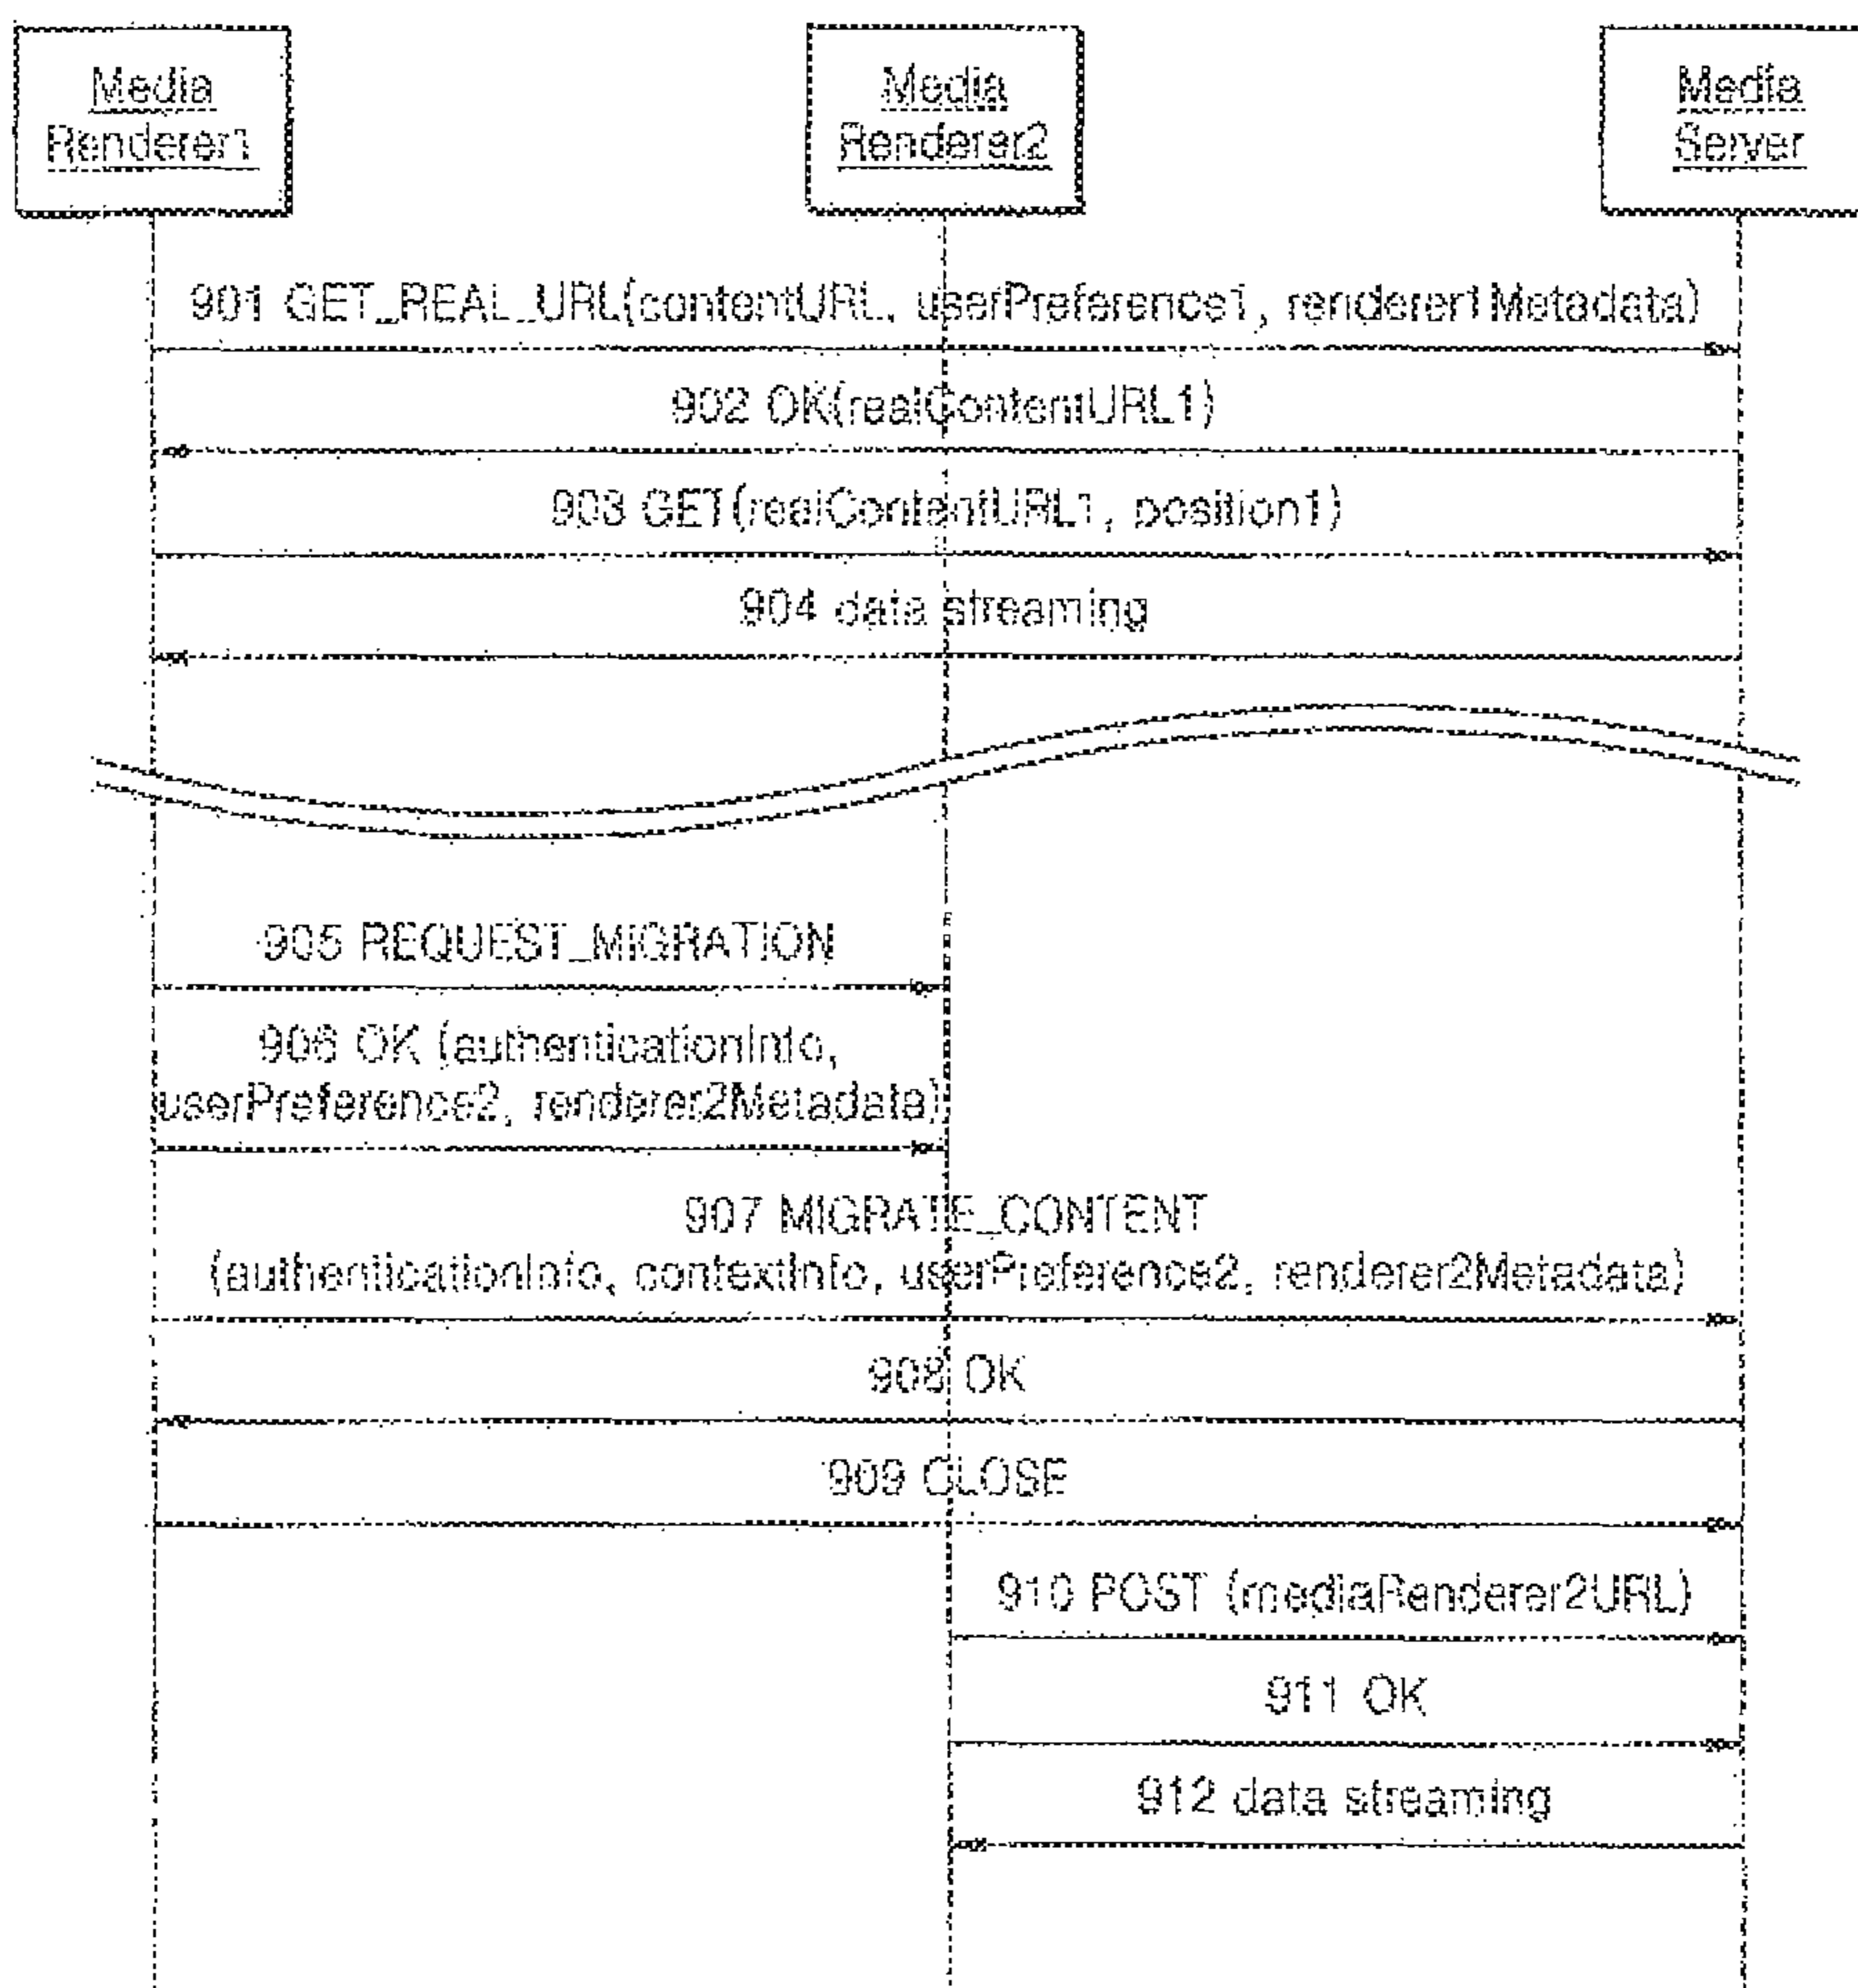 Media
Renderer1
Media
Renderer2
Media
Server
901 GET_REAL_URL(contentURL, userPreference1, renderer1Metadata)
902 OK(realContentURL1)
903 GET(realContentURL1, position1)
904 data streaming
905 REQUEST_MIGRATION
906 OK (authenticationInfo,
userPreference2, renderer2Metadata)
907 MIGRATE_CONTENT
(authenticationInfo, contextInfo, userPreference2, renderer2Metadata)
908 OK
909 CLOSE
910 POST (mediaRenderer2URL)
911 OK
912 data streaming